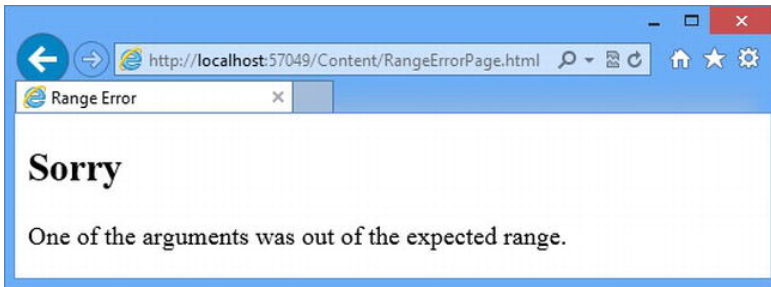 http://localhost:57049/Content/RangeErrorPage.html
Range Error
Sorry
One of the arguments was out of the expected range.